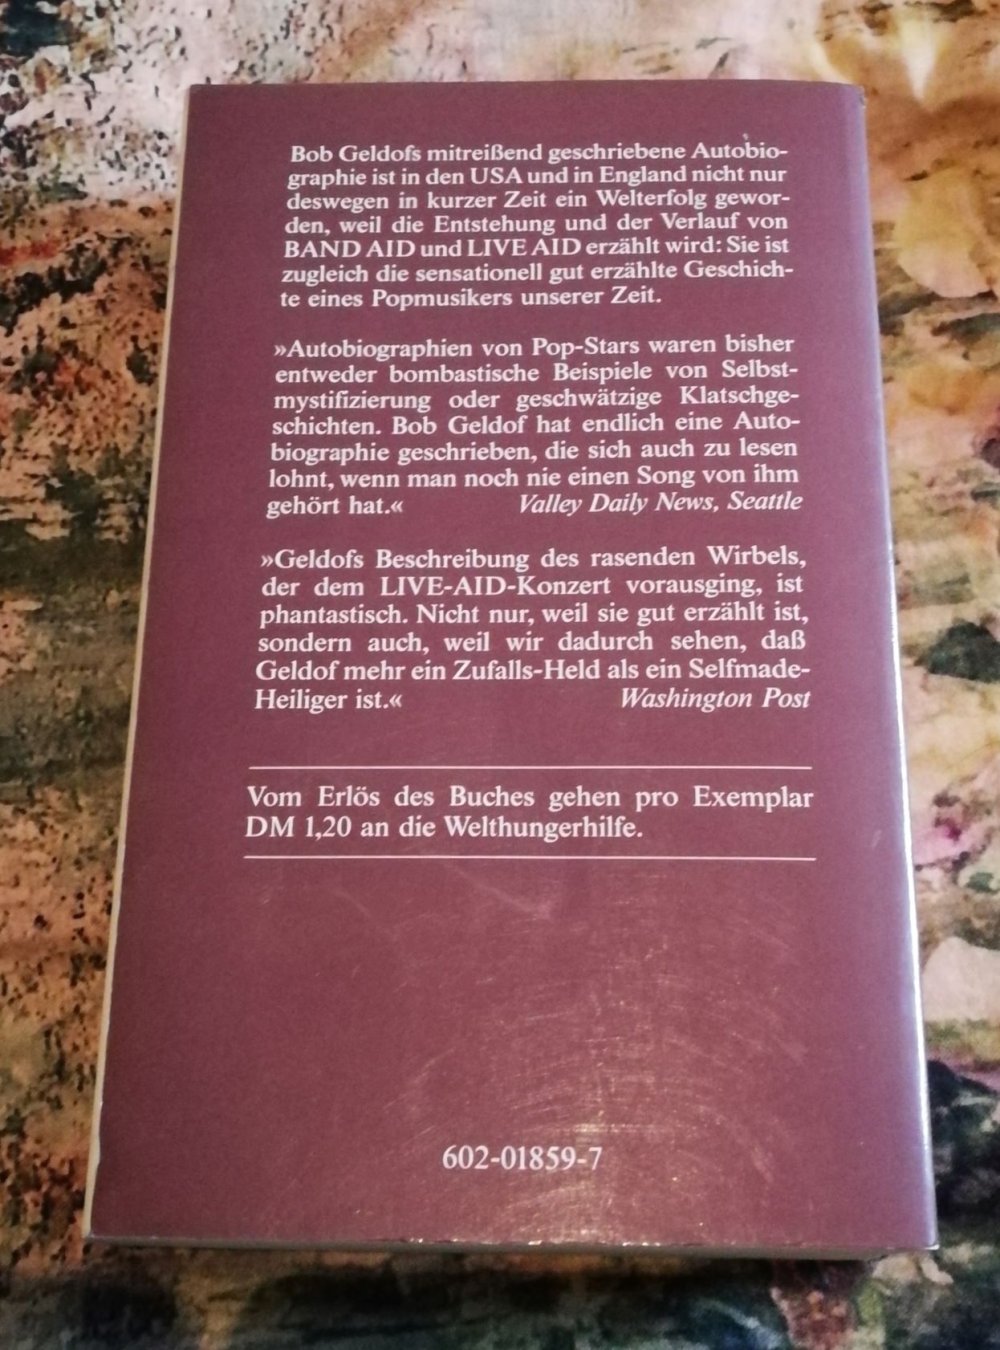 Bob Geldofs mitreißend geschriebene Autobio-
graphie ist in den USA und in England nicht nur
deswegen in kurzer Zeit ein Welterfolg gewor-
den, weil die Entstehung und der Verlauf von
BAND AID und LIVE AID erzählt wird: Sie ist
zugleich die sensationell gut erzählte Geschich-
te eines Popmusikers unserer Zeit.
»Autobiographien von Pop-Stars waren bisher
entweder bombastische Beispiele von Selbst-
mystifizierung oder geschwätzige Klatschge-
schichten. Bob Geldof hat endlich eine Auto-
biographie geschrieben, die sich auch zu lesen
lohnt, wenn man noch nie einen Song von ihm
gehört hat.« Valley Daily News, Seattle
»Geldofs Beschreibung des rasenden Wirbels,
der dem LIVE-AID-Konzert vorausging, ist
phantastisch. Nicht nur, weil sie gut erzählt ist,
sondern auch, weil wir dadurch sehen, daß
Geldof mehr ein Zufalls-Held als ein Selfmade-
Heiliger ist.« Washington Post
Vom Erlös des Buches gehen pro Exemplar
DM 1,20 an die Welthungerhilfe.
602-01859-7